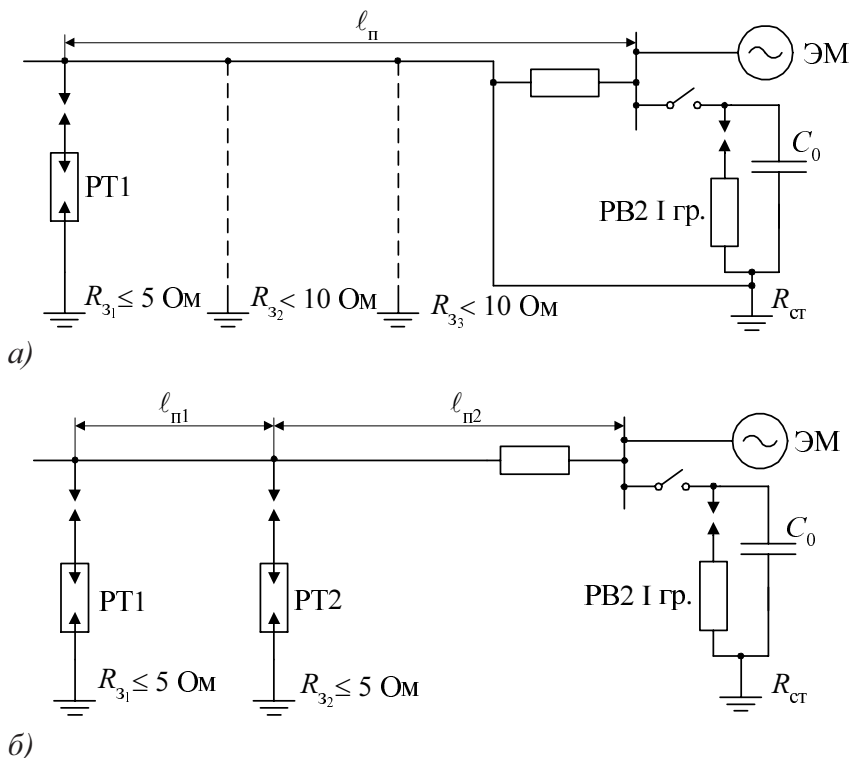 ℓп
ЭМ
C0
РТ1
РВ2 I гр.
Rз1 ≤ 5 Ом
Rз2 < 10 Ом
Rз3 < 10 Ом
Rст
а)
ℓп1
ℓп2
ЭМ
C0
РТ1
РТ2
РВ2 I гр.
Rз1 ≤ 5 Ом
Rз2 ≤ 5 Ом
Rст
б)